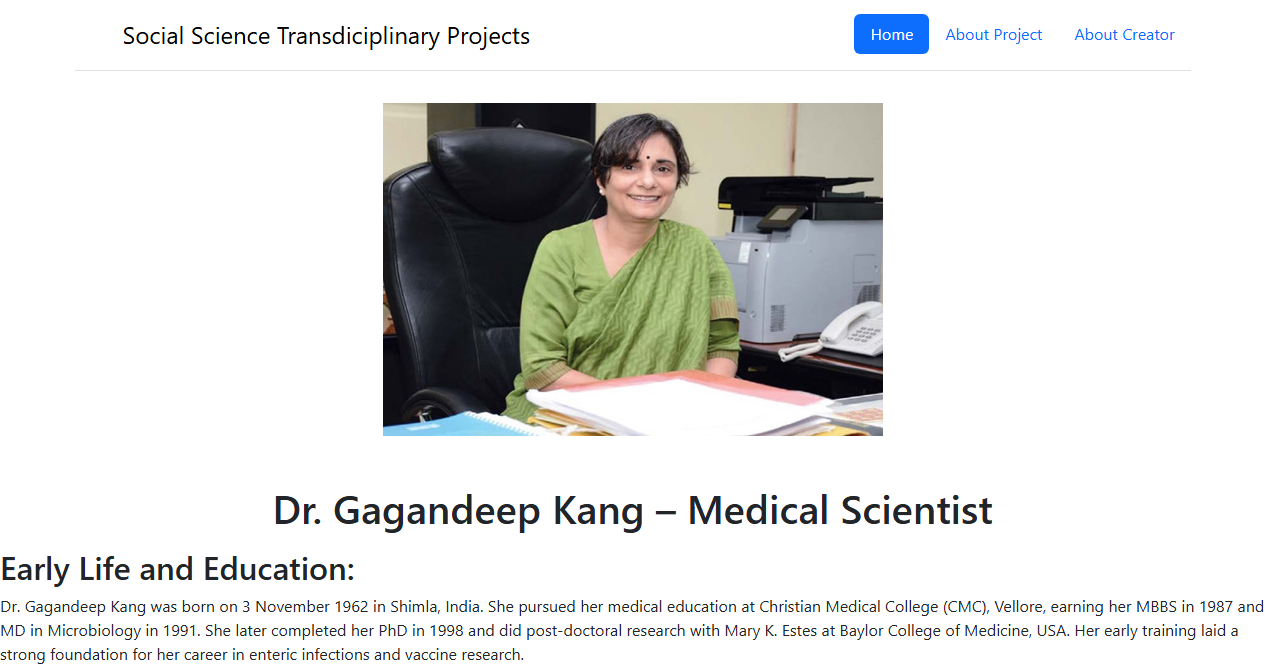 Social Science Transdiciplinary Projects
Home
About Project
About Creator
Dr. Gagandeep Kang – Medical Scientist
Early Life and Education:
Dr. Gagandeep Kang was born on 3 November 1962 in Shimla, India. She pursued her medical education at Christian Medical College (CMC), Vellore, earning her MBBS in 1987 and
MD in Microbiology in 1991. She later completed her PhD in 1998 and did post-doctoral research with Mary K. Estes at Baylor College of Medicine, USA. Her early training laid a
strong foundation for her career in enteric infections and vaccine research.